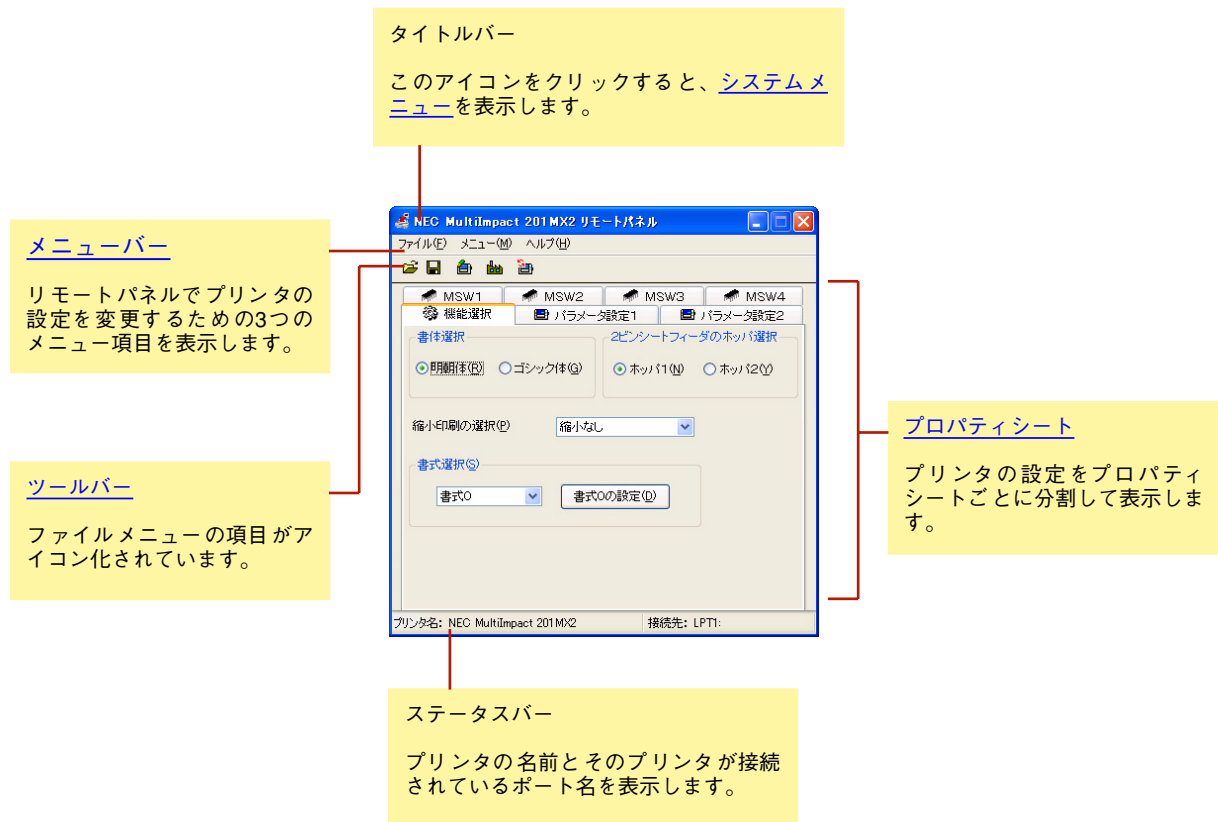 タイトルバー
このアイコンをクリックすると、システムメ
ニューを表示します。
メニューバー
リモートパネルでプリンタの
設定を変更するための3つの
メニュー項目を表示します。
ツールバー
ファイルメニューの項目がア
イコン化されています。
NEC MultiImpact 201MX2 リモートパネル
ファイル(F) メニュー(M) ヘルプ(H)
MSW1 MSW2 MSW3 MSW4
機能選択 パラメータ設定1 パラメータ設定2
書体選択 2ビンシートフィーダのホッパ選択
明朝体(R) ゴシック体(G) ホッパ1(N) ホッパ2(Y)
縮小印刷の選択(P) 縮小なし
書式選択(S)
書式0 書式0の設定(D)
プリンタ名: NEC MultiImpact 201MX2 接続先: LPT1:
プロパティシート
プリンタの設定をプロパティ
シートごとに分割して表示しま
す。
ステータスバー
プリンタの名前とそのプリンタが接続
されているポート名を表示します。